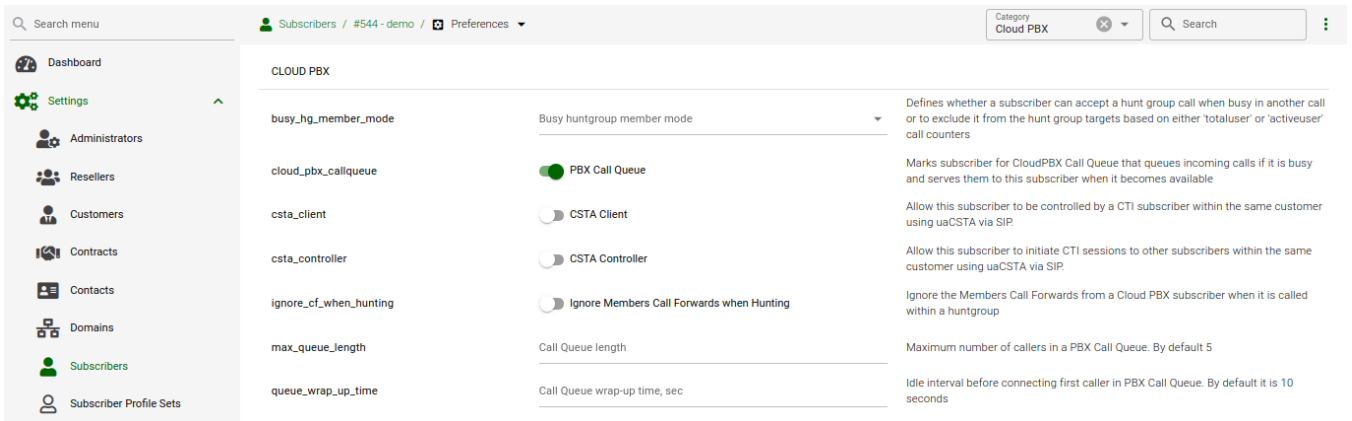 Search menu
Subscribers / #544 - demo / Preferences
Category
Cloud PBX
Search
Dashboard
Settings
Administrators
Resellers
Customers
Contracts
Contacts
Domains
Subscribers
Subscriber Profile Sets
CLOUD PBX
busy_hg_member_mode
Busy huntgroup member mode
Defines whether a subscriber can accept a hunt group call when busy in another call
or to exclude it from the hunt group targets based on either 'totaluser' or 'activeuser'
call counters
cloud_pbx_callqueue
PBX Call Queue
Marks subscriber for CloudPBX Call Queue that queues incoming calls if it is busy
and serves them to this subscriber when it becomes available
csta_client
CSTA Client
Allow this subscriber to be controlled by a CTI subscriber within the same customer
using uaCSTA via SIP.
csta_controller
CSTA Controller
Allow this subscriber to initiate CTI sessions to other subscribers within the same
customer using uaCSTA via SIP.
ignore_cf_when_hunting
Ignore Members Call Forwards when Hunting
Ignore the Members Call Forwards from a Cloud PBX subscriber when it is called
within a huntgroup
max_queue_length
Call Queue length
Maximum number of callers in a PBX Call Queue. By default 5
queue_wrap_up_time
Call Queue wrap-up time, sec
Idle interval before connecting first caller in PBX Call Queue. By default it is 10
seconds